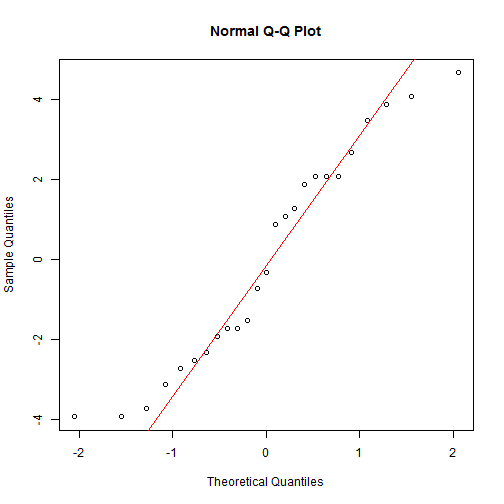 Normal Q-Q Plot
Sample Quantiles
4
2
0
-2
-4
-2 -1 0 1 2
Theoretical Quantiles